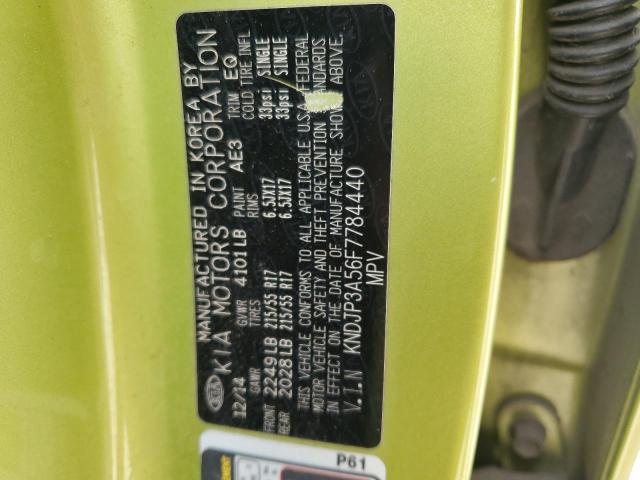 MANUFACTURED IN KOREA BY
KIA MOTORS CORPORATION
12/14 GVWR 4101LB PAINT AE3 TRIM EQ
GAWR TIRES RIMS COLD TIRE INFL
FRONT 2249LB 215/55 R17 6.5JX17 33psi SINGLE
REAR 2028LB 215/55 R17 6.5JX17 33psi SINGLE
THIS VEHICLE CONFORMS TO ALL APPLICABLE U.S.A. FEDERAL
MOTOR VEHICLE SAFETY AND THEFT PREVENTION STANDARDS
IN EFFECT ON THE DATE OF MANUFACTURE SHOWN ABOVE.
V.I.N KNDJP3A56F7784440
MPV
P61